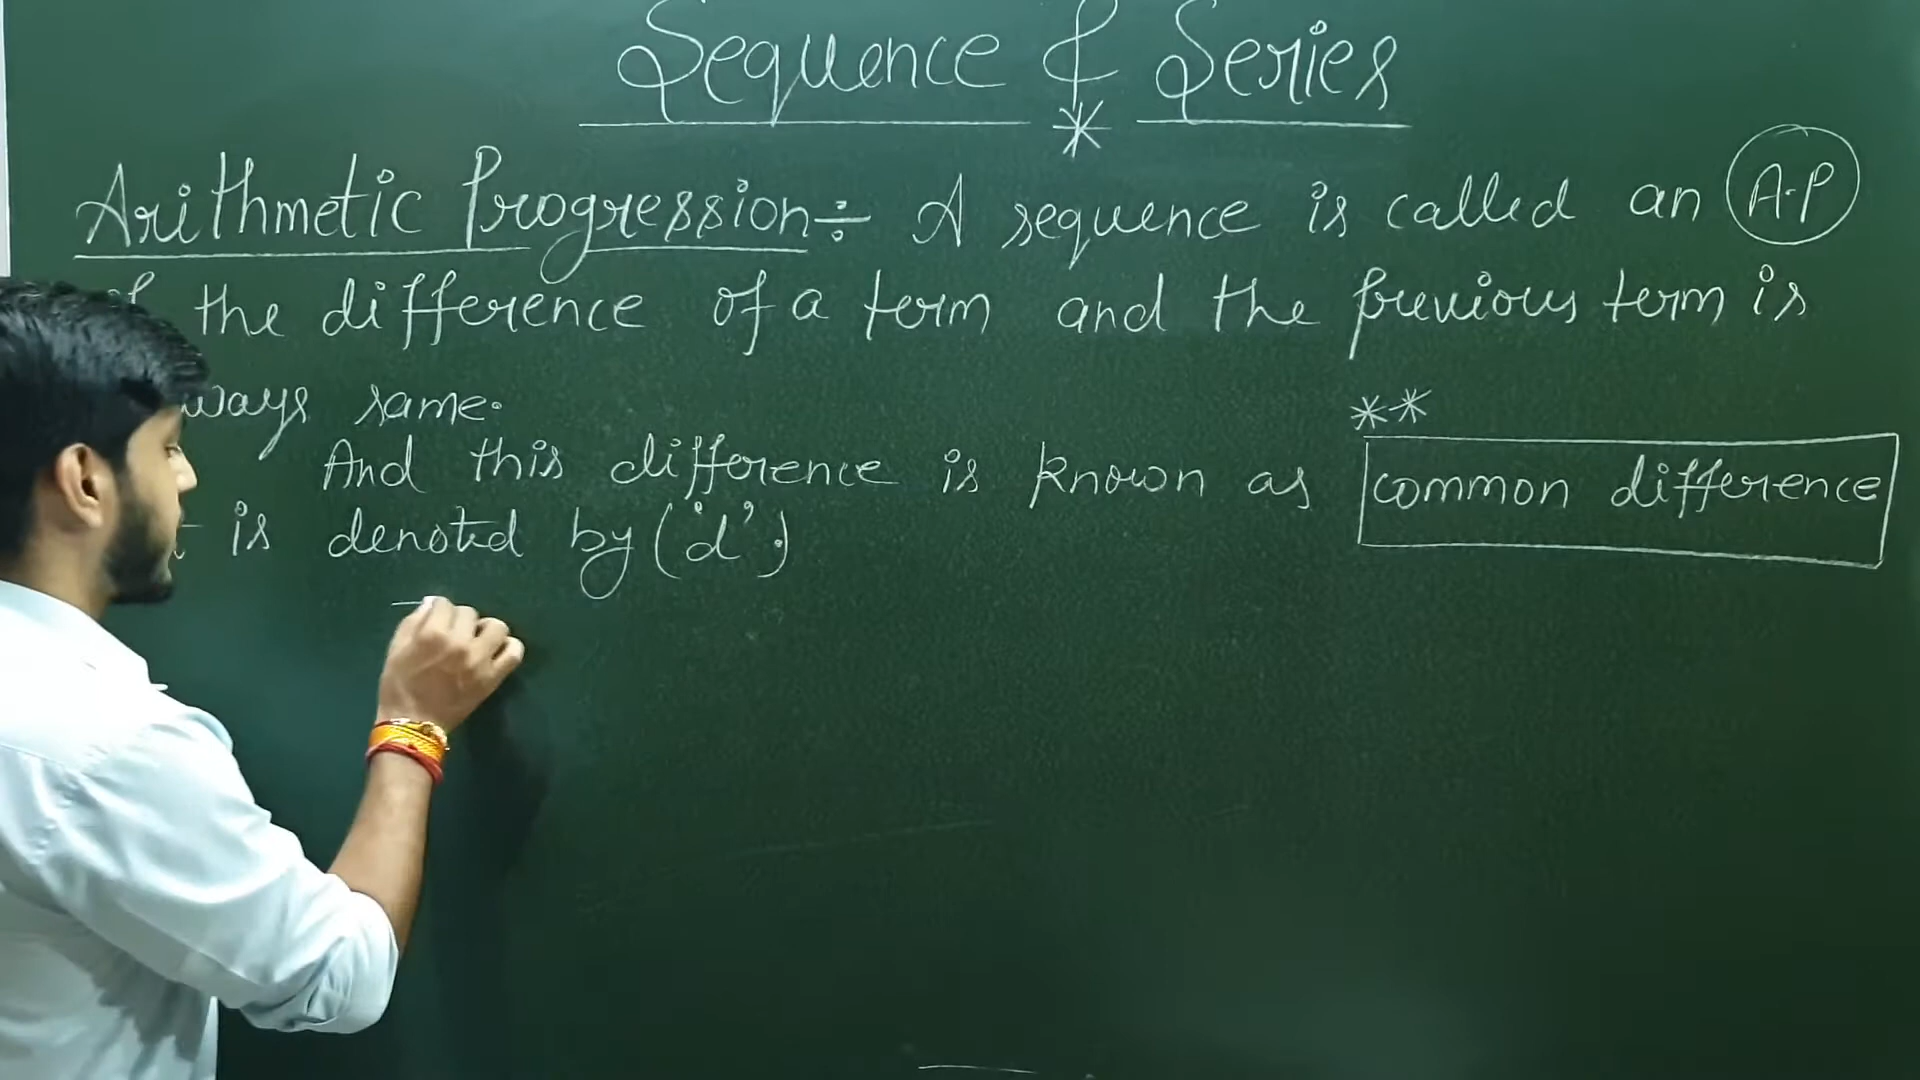 Sequence & Series
Arithmetic Progression÷ A sequence is called an A.P
the difference of a term and the previous term is
ways same.
**
And this difference is known as common difference
is denoted by ('d').